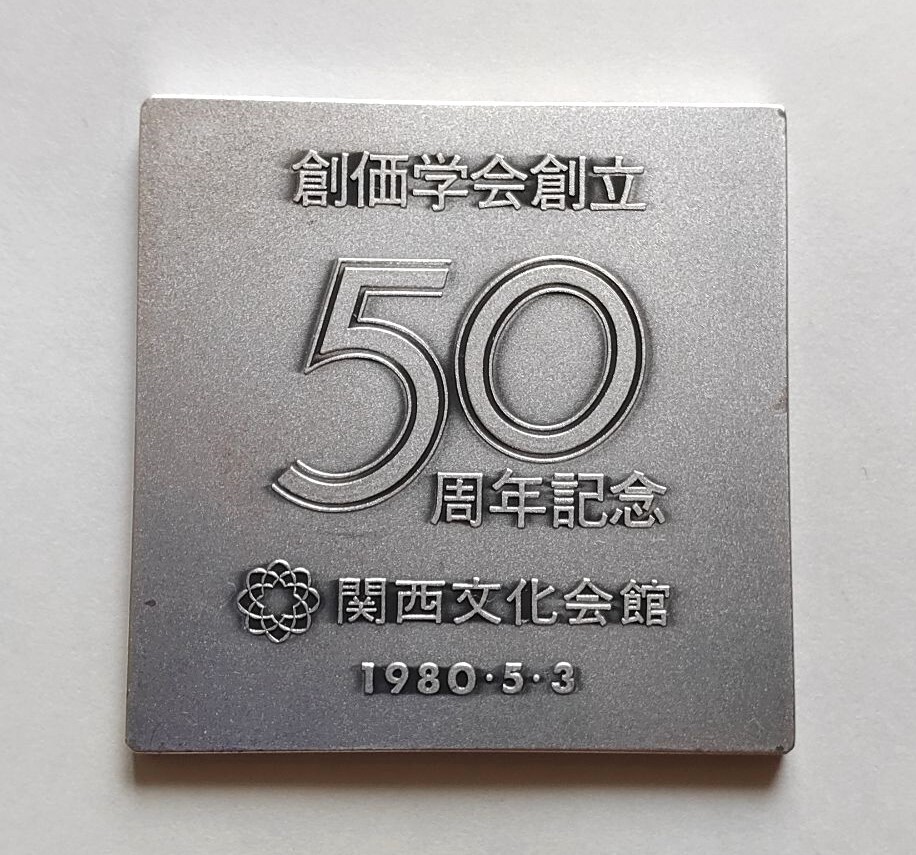 創価学会創立
50
周年記念
関西文化会館
1980・5・3